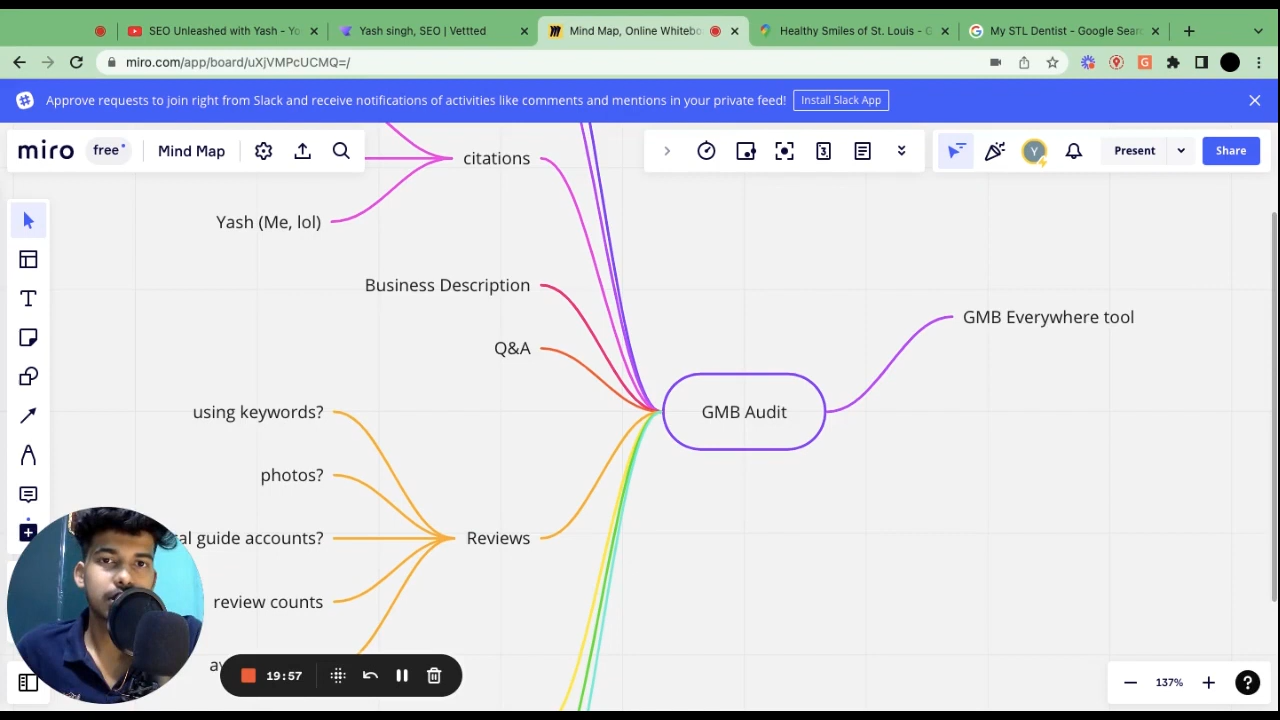 SEO Unleashed with Yash - Yo
Yash singh, SEO | Vettted
Mind Map, Online Whitebo
Healthy Smiles of St. Louis - G
My STL Dentist - Google Sear
miro.com/app/board/uXjVMPcUCMQ=/
Approve requests to join right from Slack and receive notifications of activities like comments and mentions in your private feed!
Install Slack App
miro
free
Mind Map
3
Y
Present
Share
citations
Yash (Me, lol)
Business Description
Q&A
GMB Everywhere tool
using keywords?
GMB Audit
photos?
al guide accounts?
Reviews
review counts
av
19:57
137%